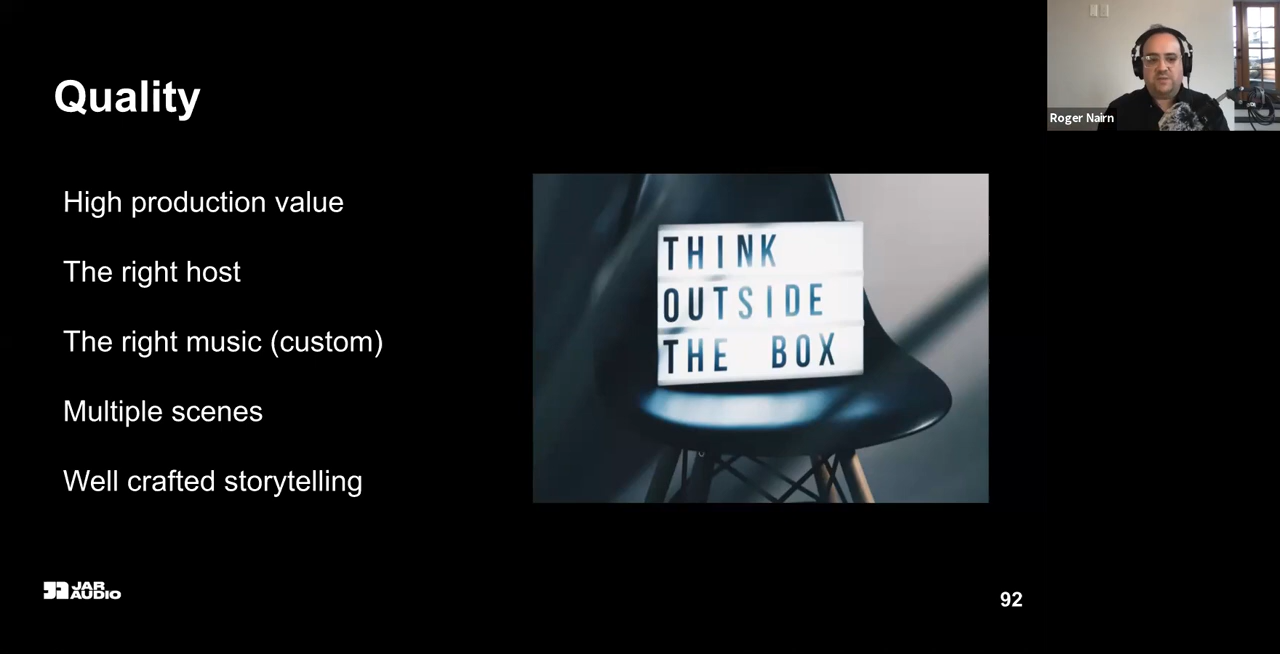 Quality
High production value
The right host
The right music (custom)
Multiple scenes
Well crafted storytelling
THINK
OUTSIDE
THE BOX
Roger Nairn
JAR
AUDIO
92